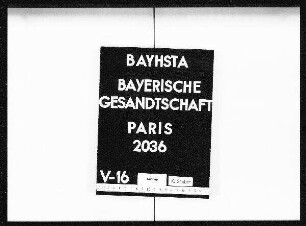 BAYHSTA
BAYERISCHE
GESANDTSCHAFT
PARIS
2036
V-16